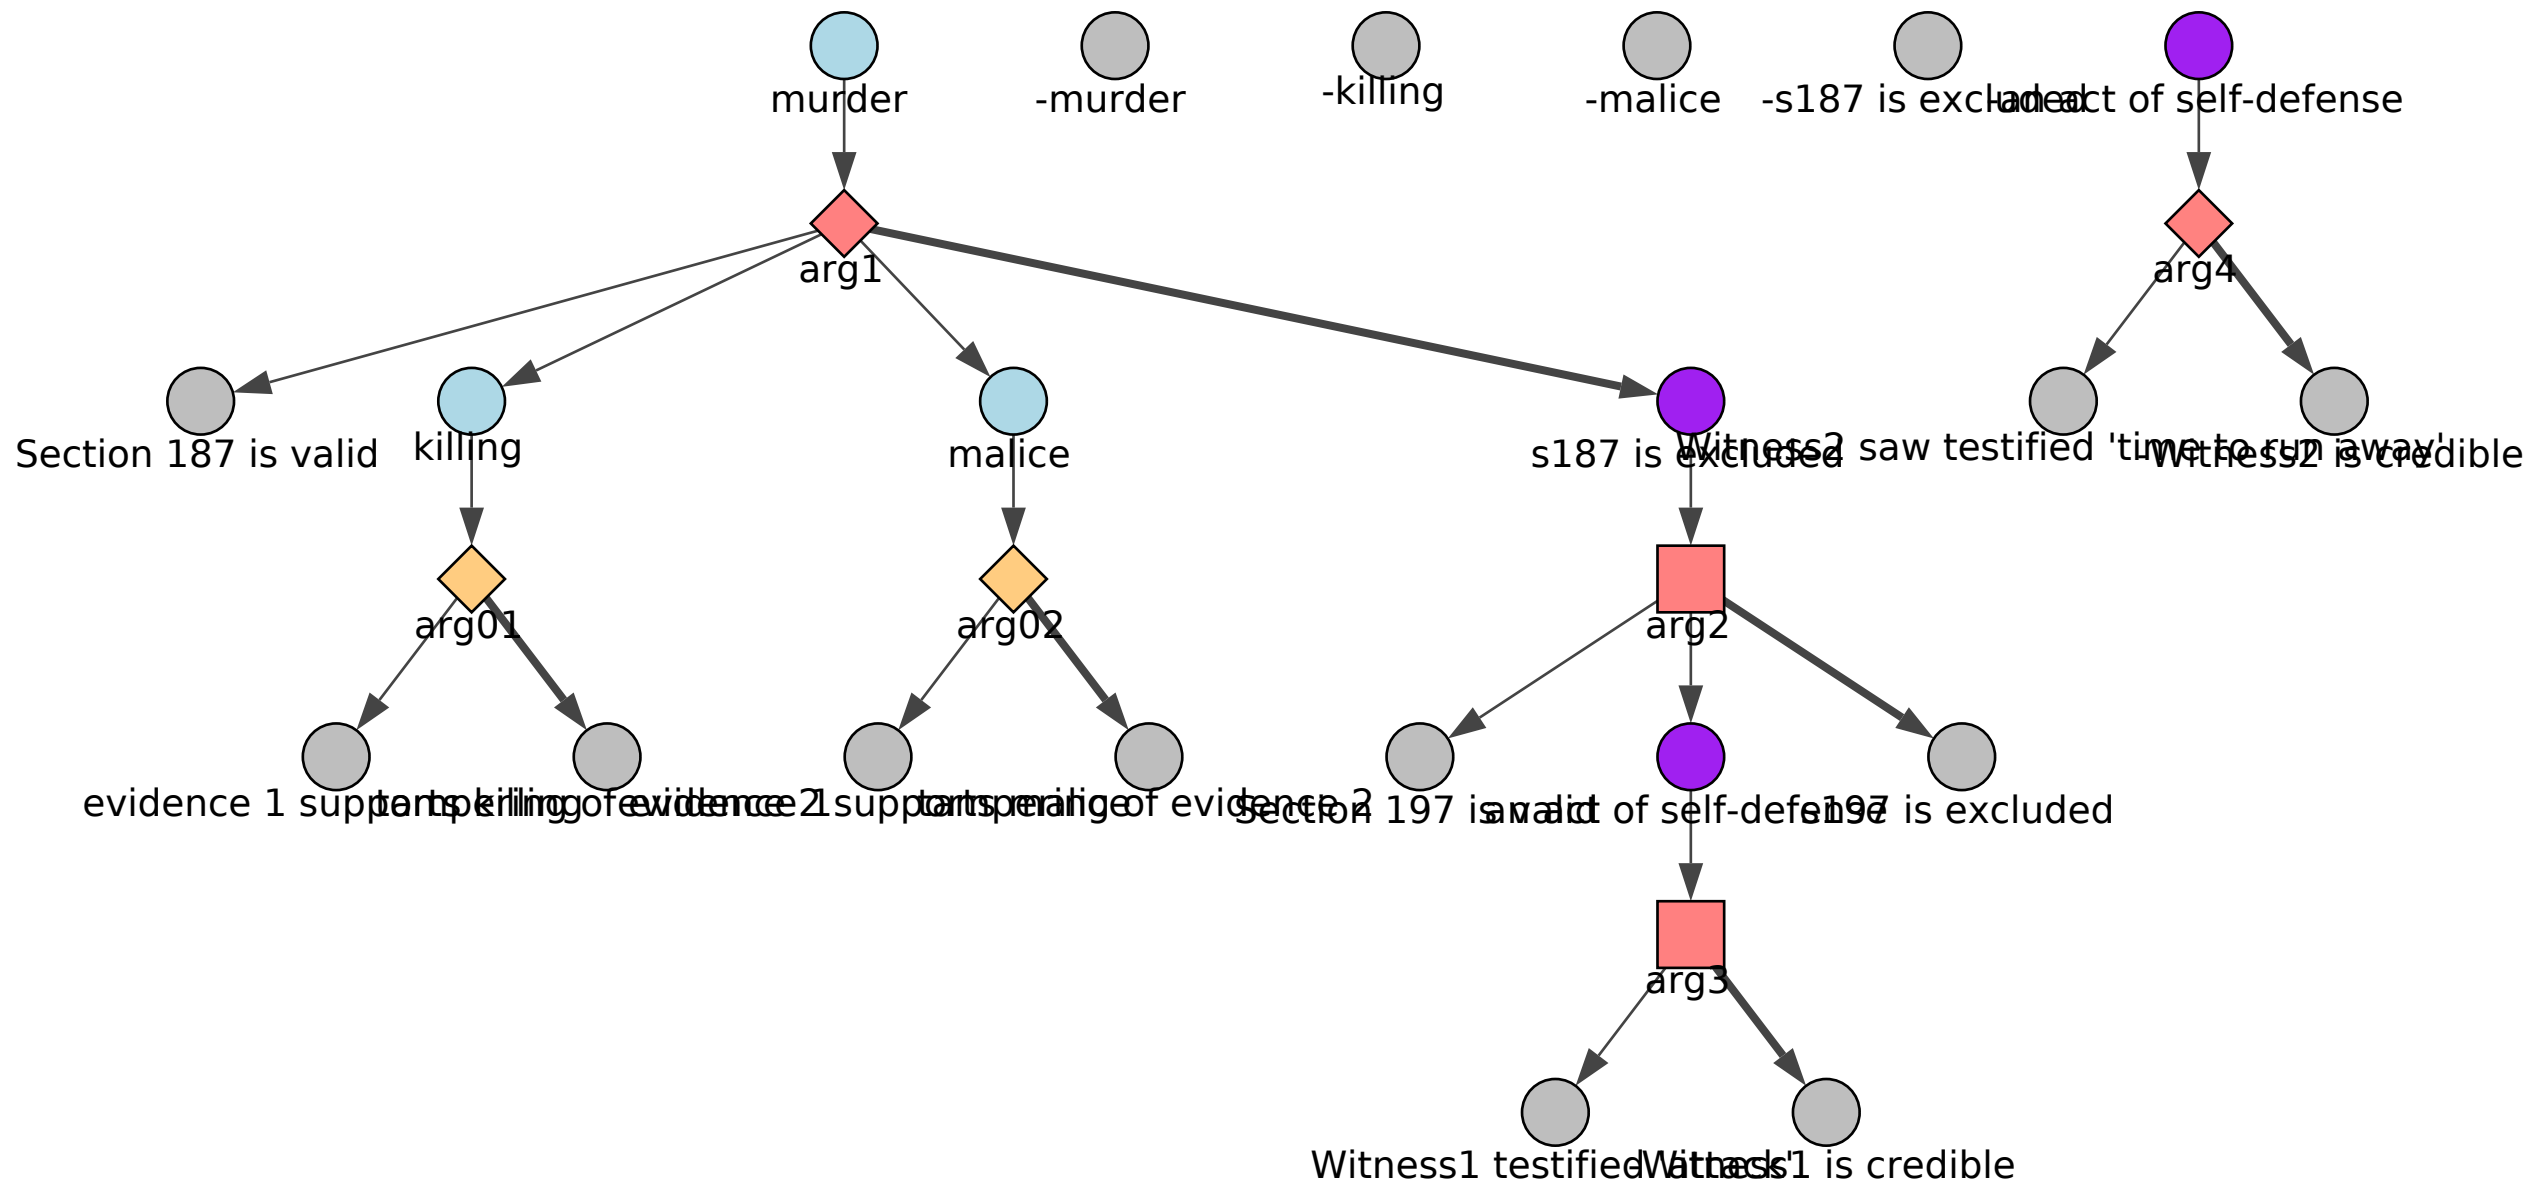 murder
-murder
-killing
-malice
-s187 is excluded
-an act of self-defense
arg1
arg4
Section 187 is valid
killing
malice
s187 is excluded
Witness2 saw testified 'time to run away'
-Witness2 is credible
arg01
arg02
arg2
evidence 1 supports killing
tampering of evidence 1
evidence 2 supports malice
tampering of evidence 2
Section 197 is valid
an act of self-defense
s197 is excluded
arg3
Witness1 testified 'attack'
-Witness1 is credible